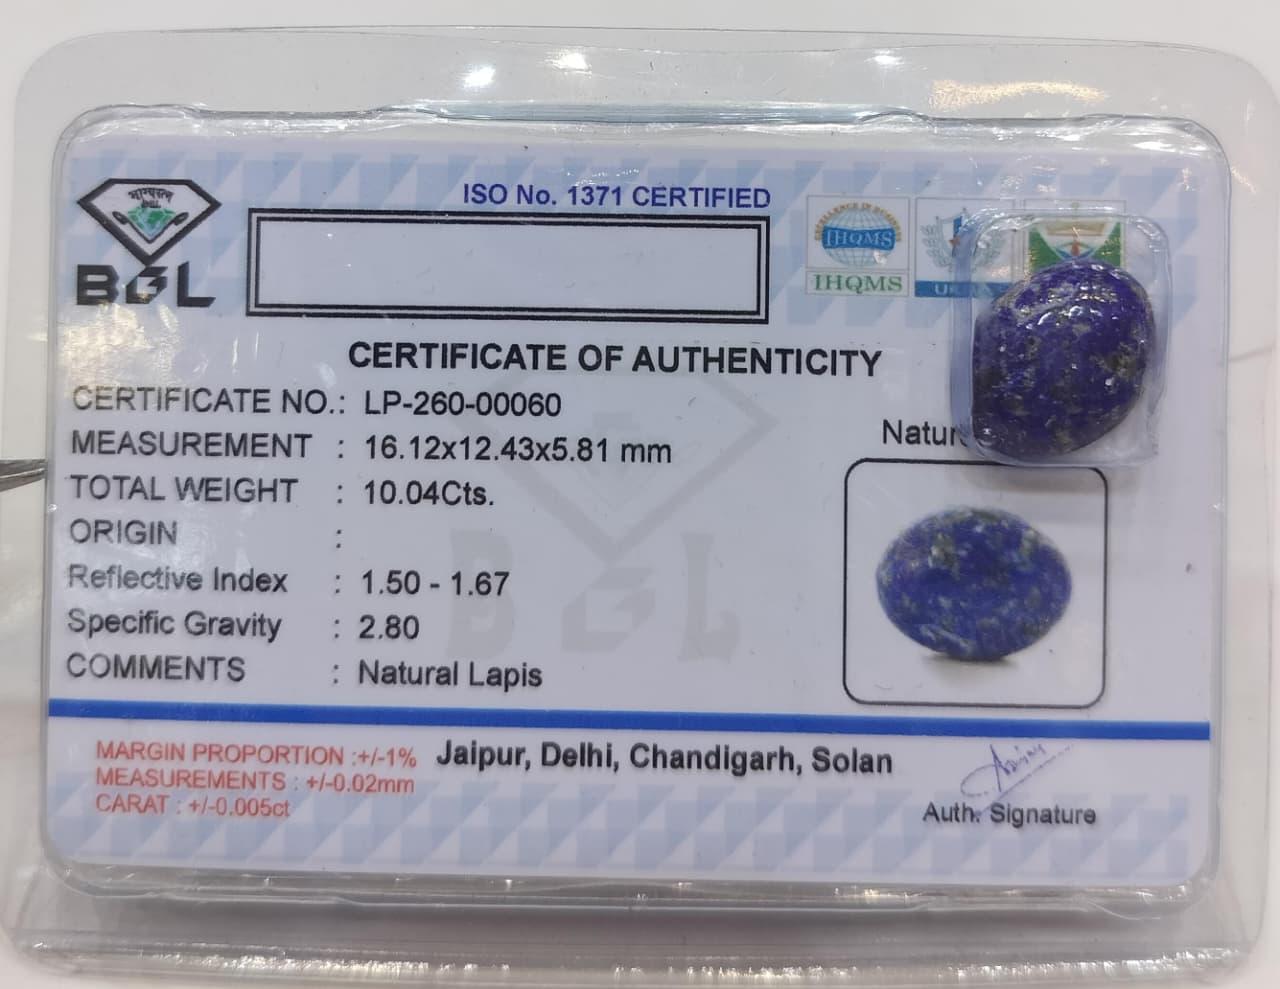 ISO No. 1371 CERTIFIED
भाग्यरत्न
BGL
IHQMS
IHQMS
CERTIFICATE OF AUTHENTICITY
CERTIFICATE NO.: LP-260-00060
MEASUREMENT : 16.12x12.43x5.81 mm
TOTAL WEIGHT : 10.04Cts.
ORIGIN :
Reflective Index : 1.50 - 1.67
Specific Gravity : 2.80
COMMENTS : Natural Lapis
BGL
MARGIN PROPORTION :+/-1%
MEASUREMENTS : +/-0.02mm
CARAT : +/-0.005ct
Jaipur, Delhi, Chandigarh, Solan
Auth. Signature